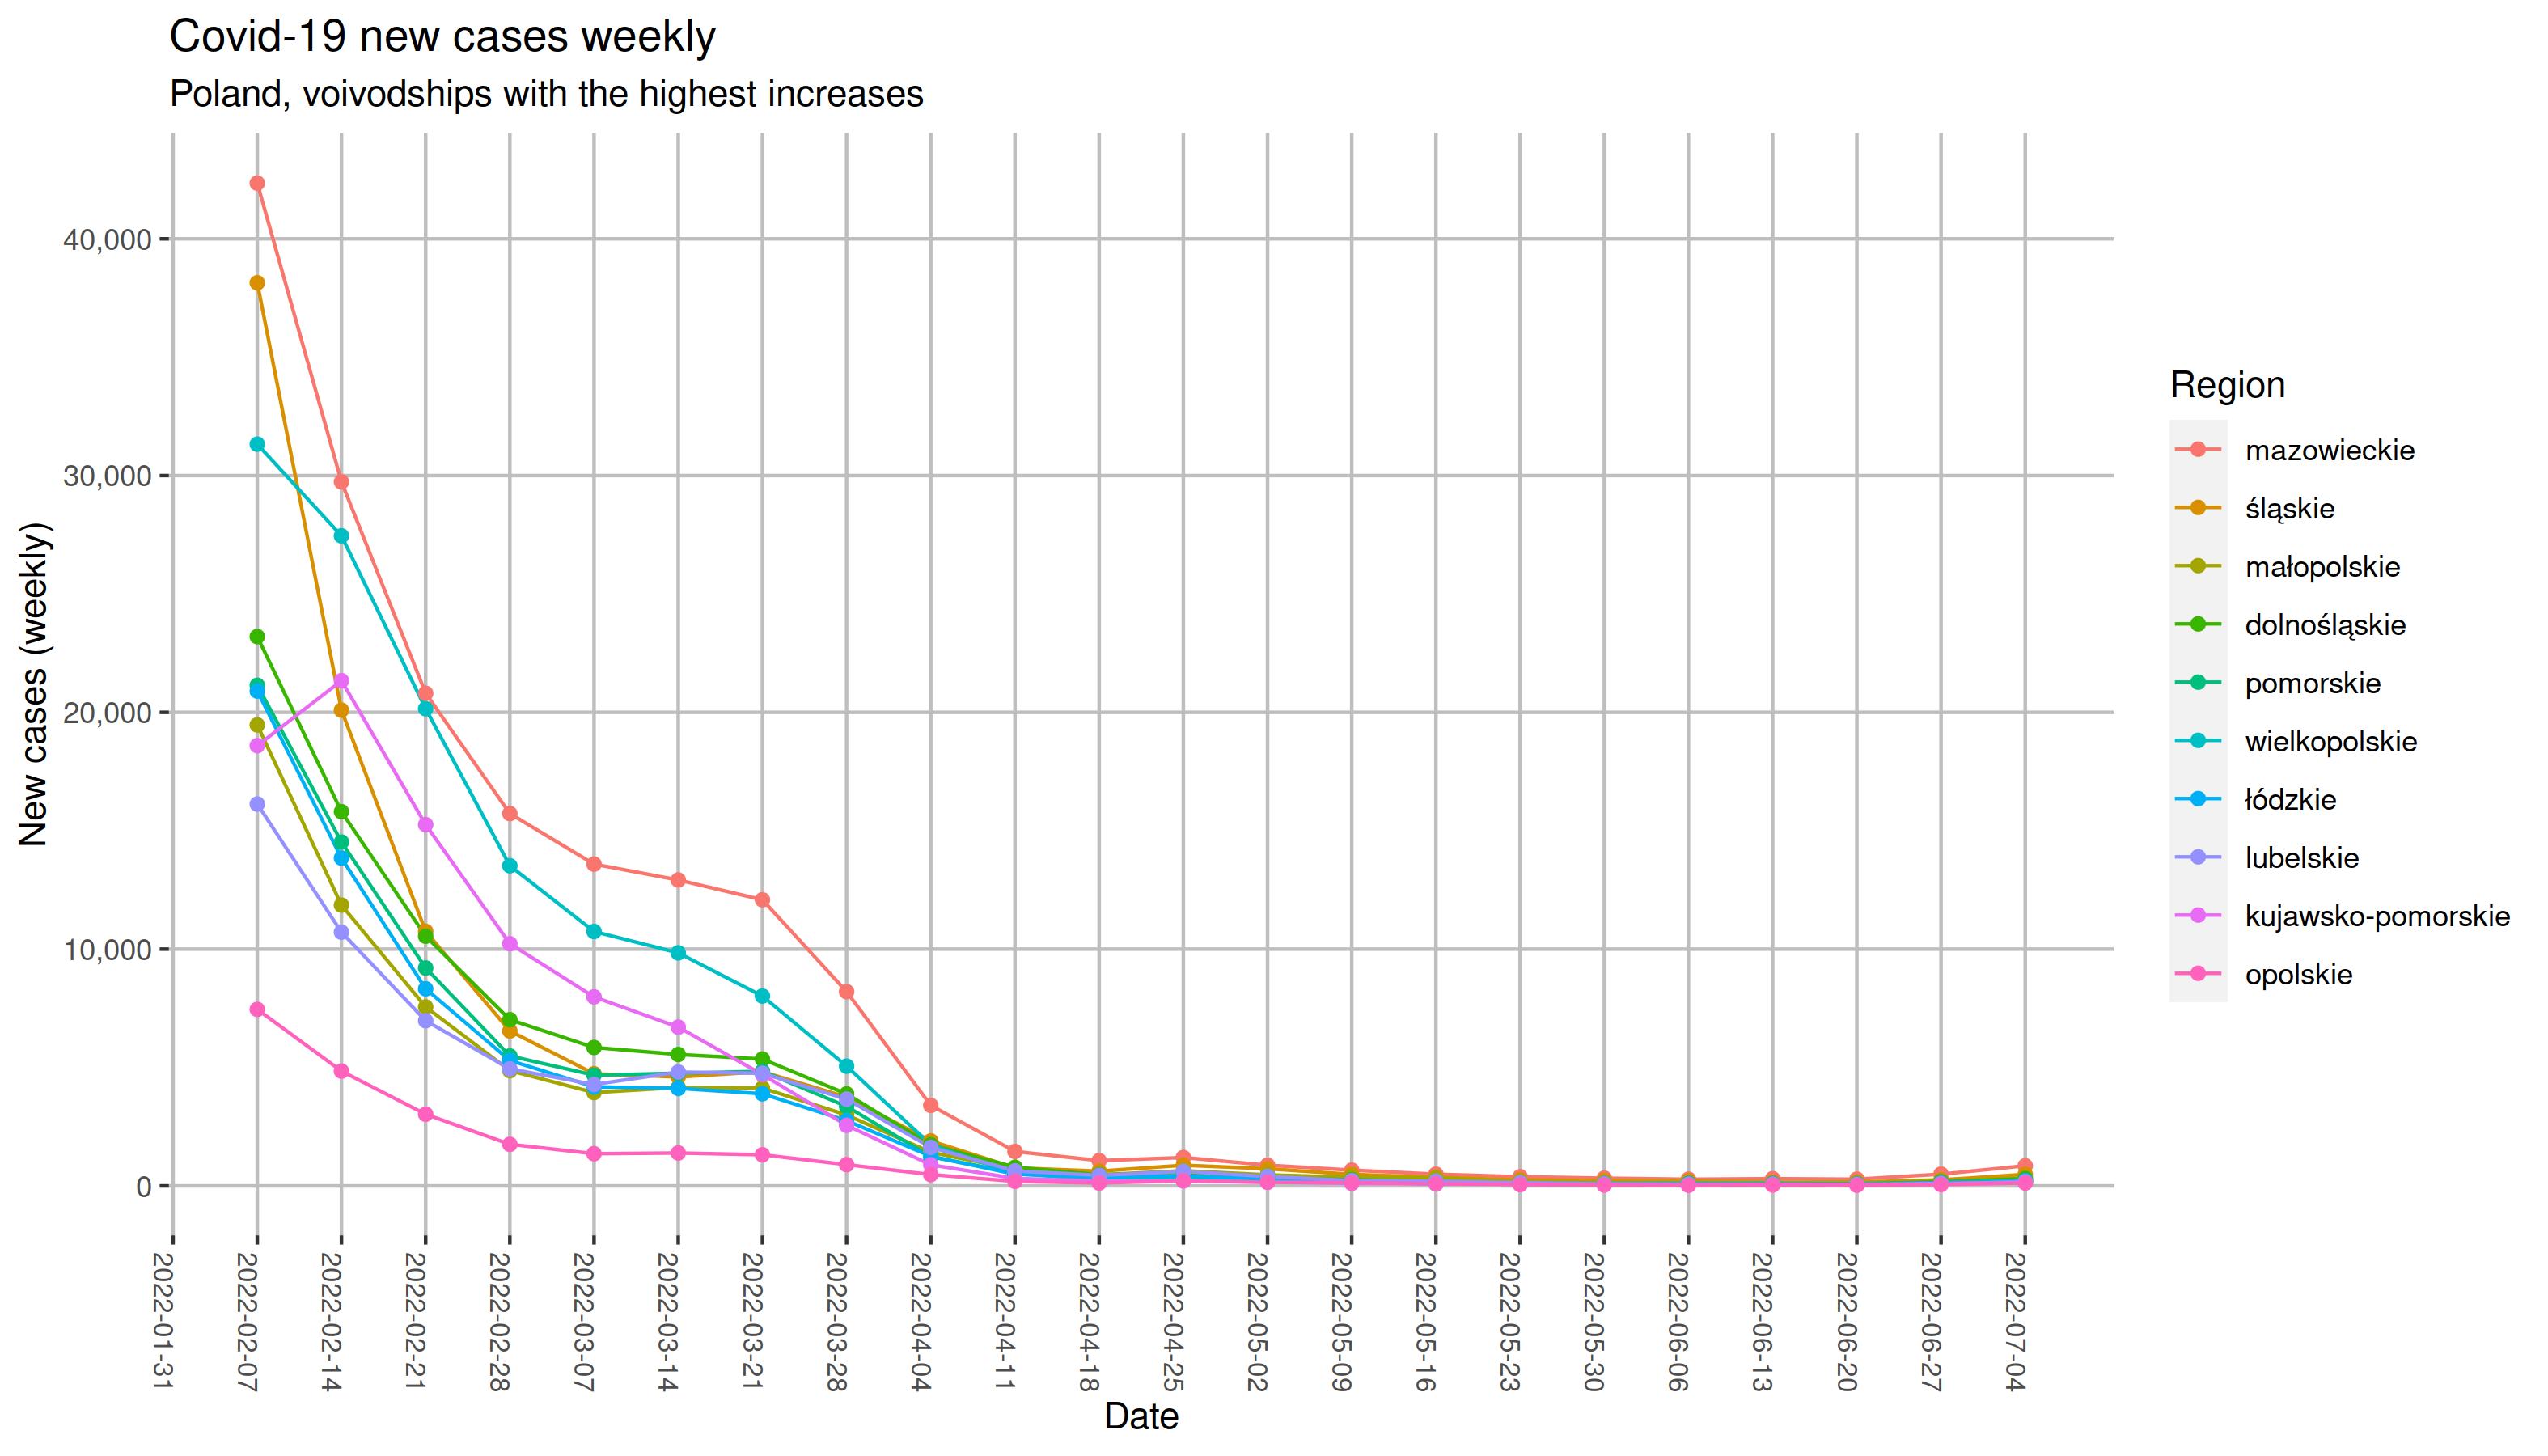 Covid-19 new cases weekly
Poland, voivodships with the highest increases
New cases (weekly)
40,000
30,000
20,000
10,000
0
2022-01-31
2022-02-07
2022-02-14
2022-02-21
2022-02-28
2022-03-07
2022-03-14
2022-03-21
2022-03-28
2022-04-04
2022-04-11
2022-04-18
2022-04-25
2022-05-02
2022-05-09
2022-05-16
2022-05-23
2022-05-30
2022-06-06
2022-06-13
2022-06-20
2022-06-27
2022-07-04
Date
Region
mazowieckie
śląskie
małopolskie
dolnośląskie
pomorskie
wielkopolskie
łódzkie
lubelskie
kujawsko-pomorskie
opolskie